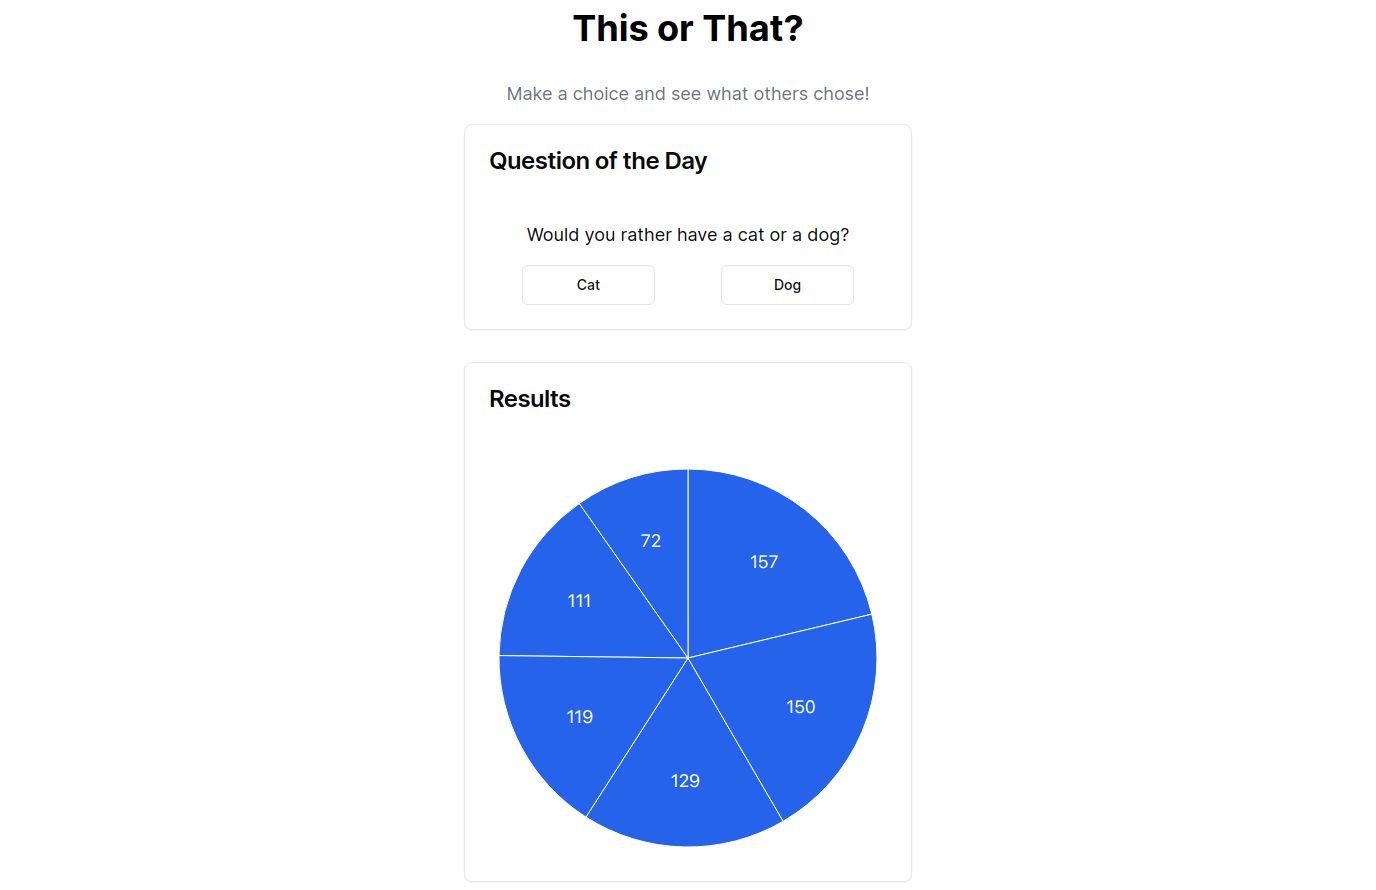 This or That?
Make a choice and see what others chose!
Question of the Day
Would you rather have a cat or a dog?
Cat
Dog
Results
72
157
111
150
119
129